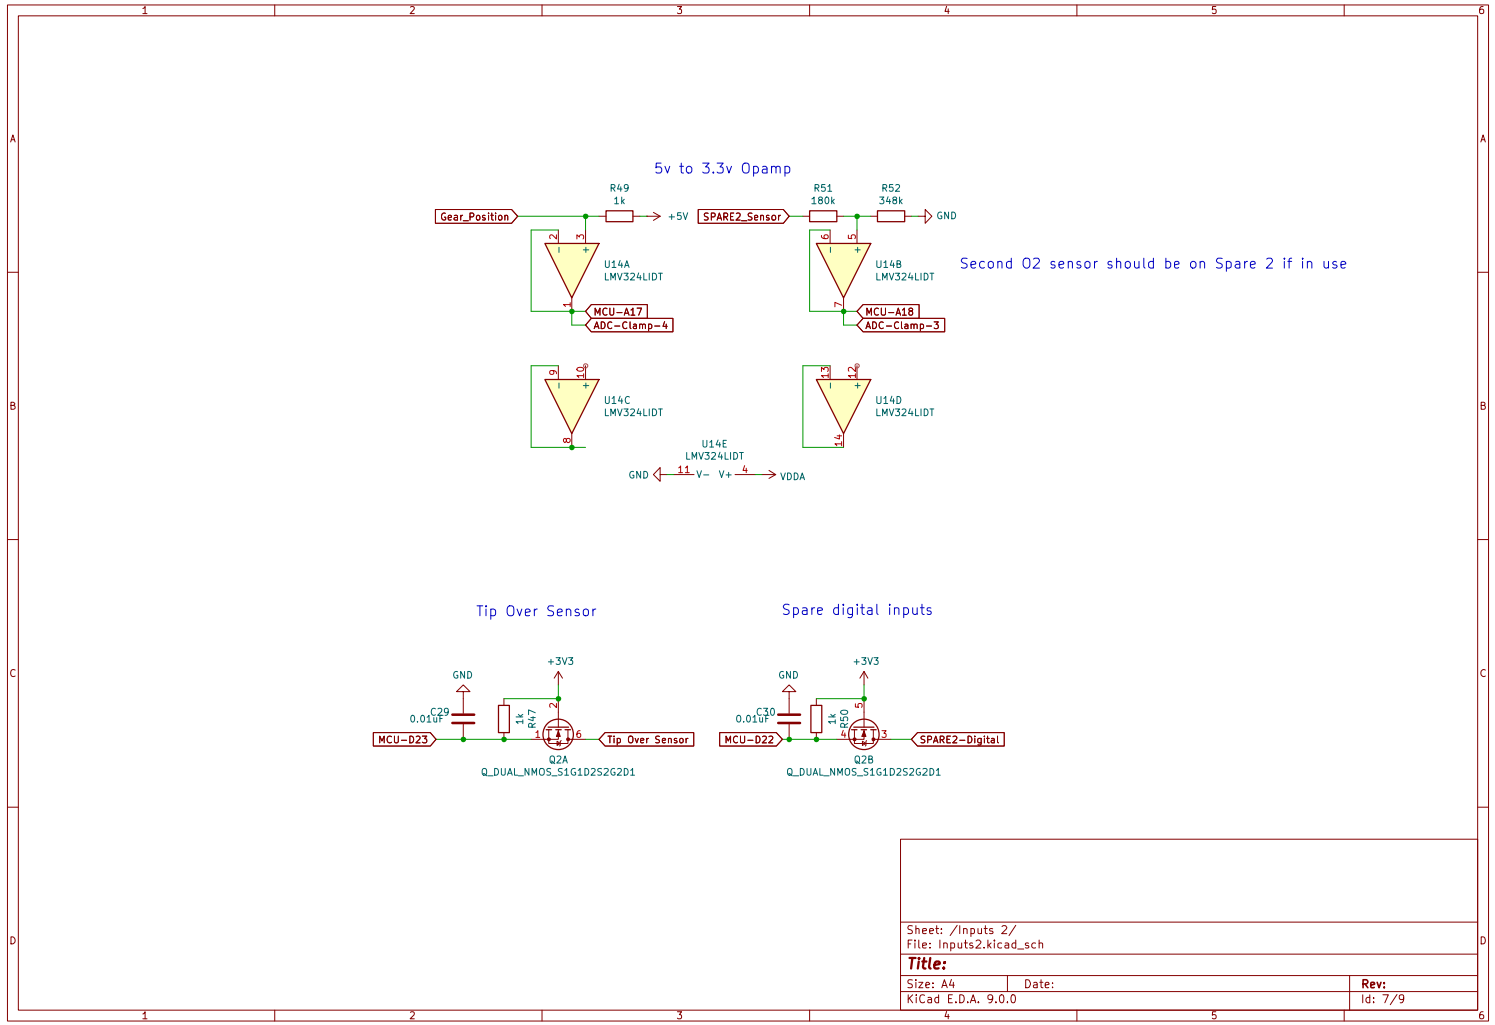 1 2 3 4 5 6
A A
5v to 3.3v Opamp
R49 R51 R52
1k 180k 348k
Gear_Position +5V SPARE2_Sensor GND
2 3 6 5
- + - +
U14A U14B
LMV324LIDT LMV324LIDT
Second O2 sensor should be on Spare 2 if in use
1 7
MCU-A17 MCU-A18
ADC-Clamp-4 ADC-Clamp-3
9 10 13 12
- + - +
B B
U14C U14D
LMV324LIDT LMV324LIDT
8 14
U14E
LMV324LIDT
GND 11 V- V+ 4 VDDA
Tip Over Sensor Spare digital inputs
+3V3 +3V3
C C
GND GND
2 5
C29 C30
0.01uF 0.01uF
1k R47 1k R50
MCU-D23 1 6 Tip Over Sensor MCU-D22 4 3 SPARE2-Digital
Q2A Q2B
Q_DUAL_NMOS_S1G1D2S2G2D1 Q_DUAL_NMOS_S1G1D2S2G2D1
Sheet: /Inputs 2/
D D
File: Inputs2.kicad_sch
Title:
Size: A4 Date: Rev:
KiCad E.D.A. 9.0.0 Id: 7/9
1 2 3 4 5 6